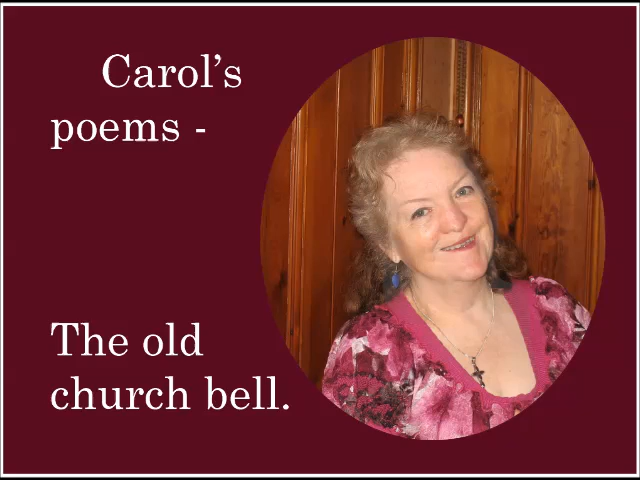 Carol’s
poems -
The old
church bell.